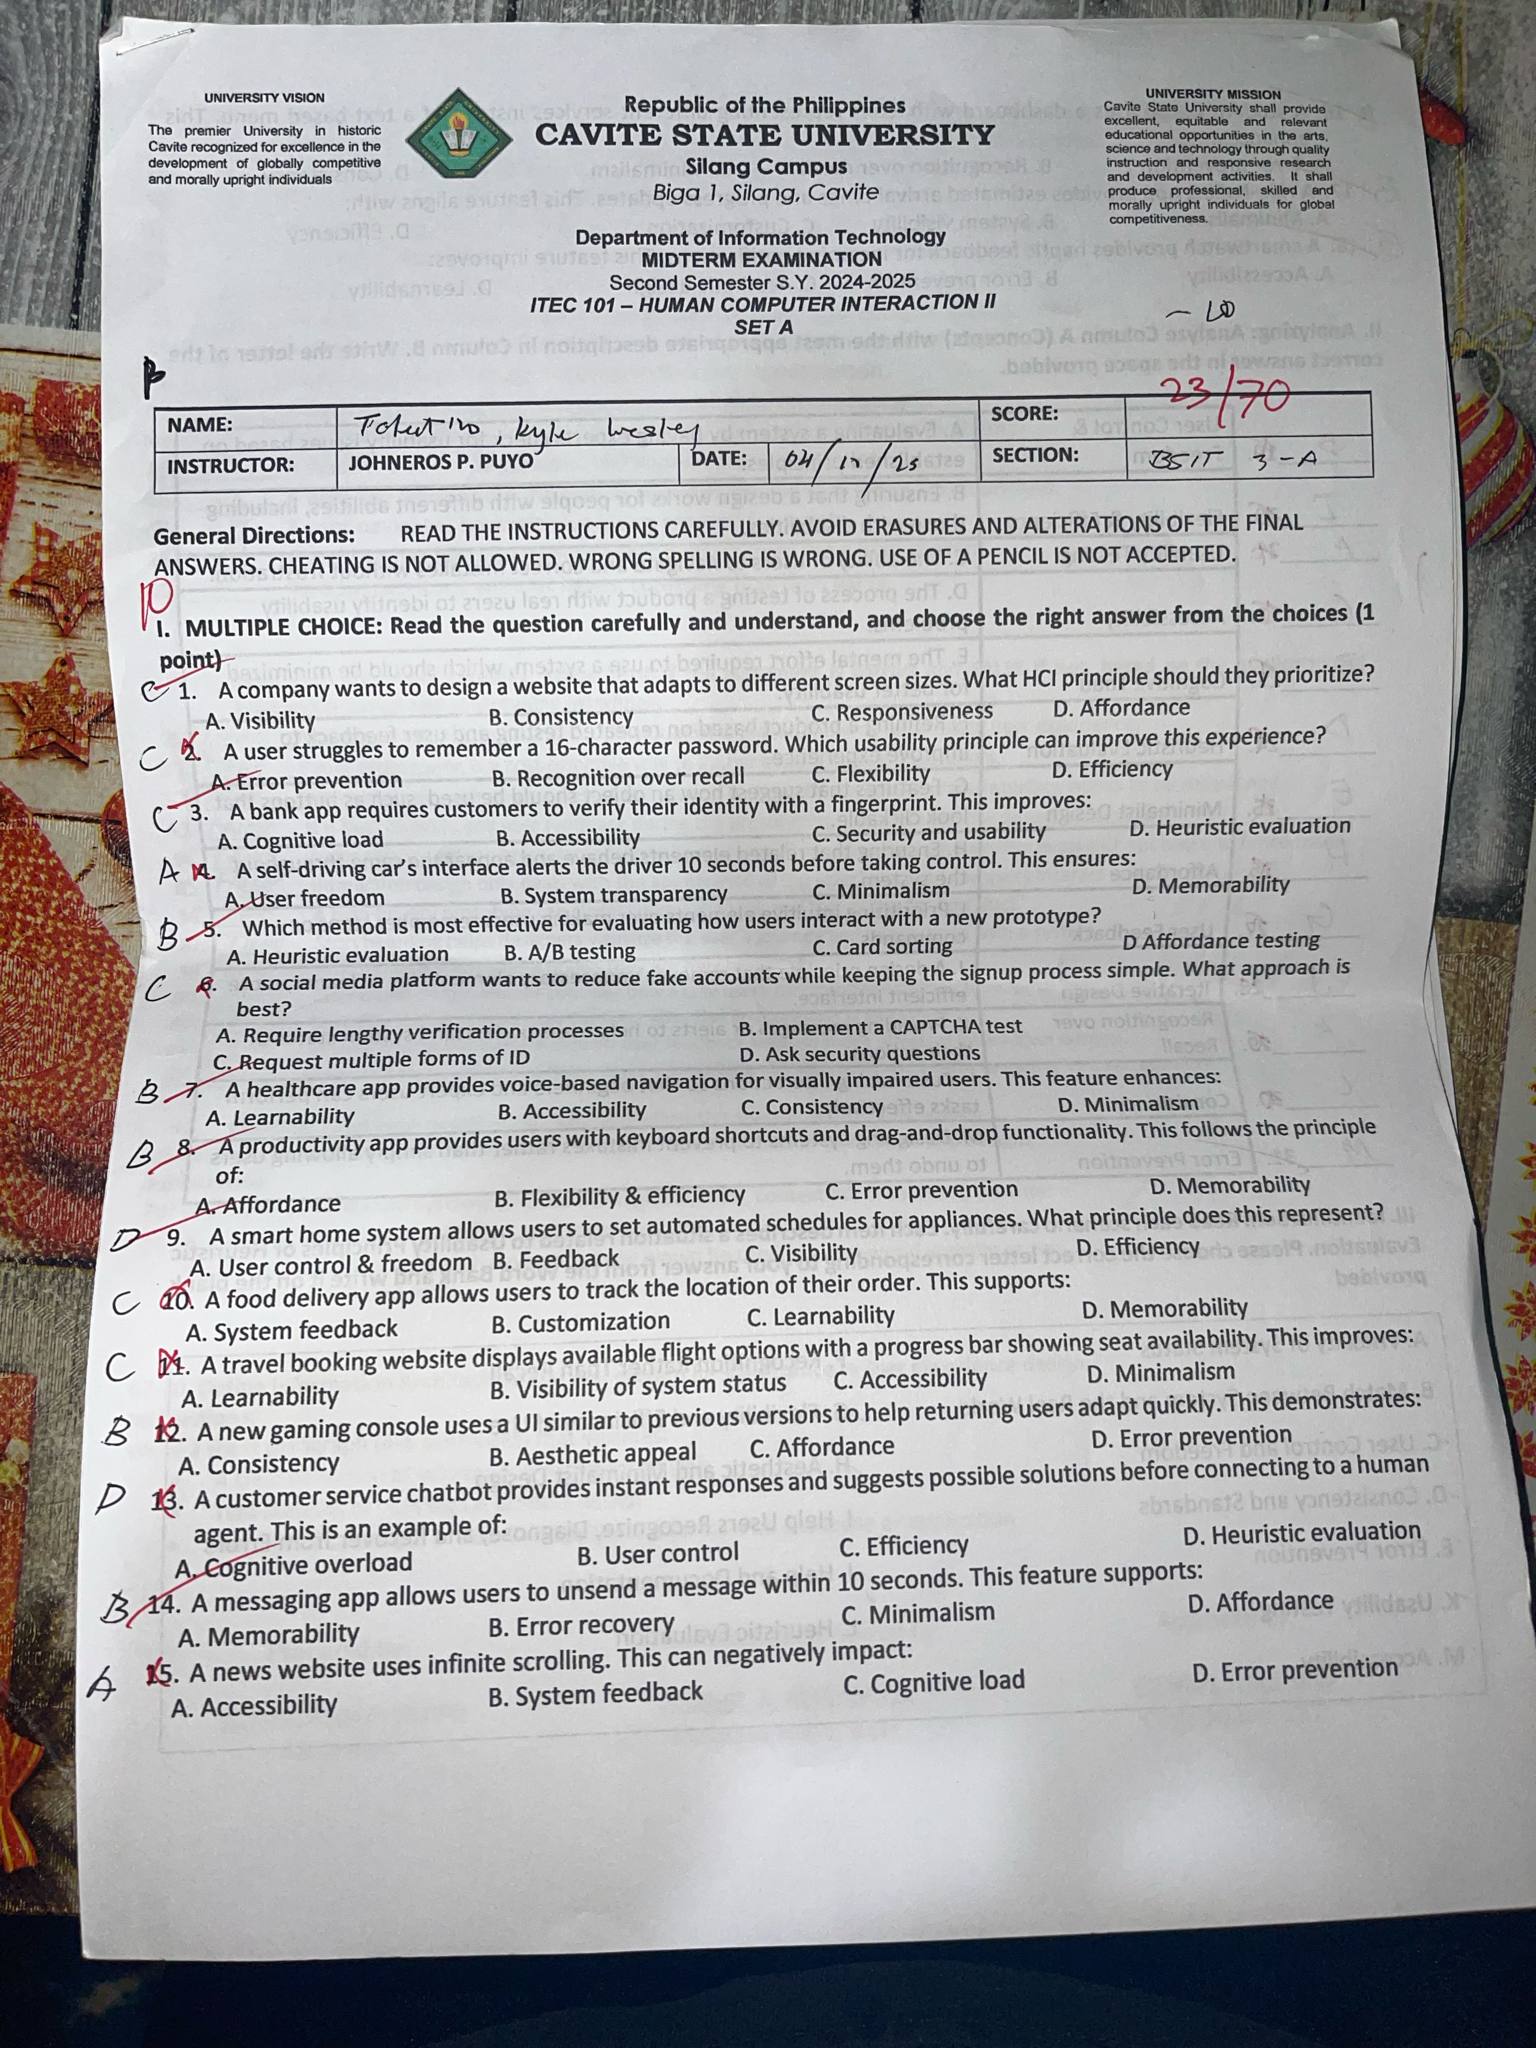 UNIVERSITY VISION
The premier University in historic
Cavite recognized for excellence in the
development of globally competitive
and morally upright individuals
Republic of the Philippines
CAVITE STATE UNIVERSITY
Silang Campus
Biga 1, Silang, Cavite
UNIVERSITY MISSION
Cavite State University shall provide
excellent, equitable and relevant
educational opportunities in the arts,
science and technology through quality
instruction and responsive research
and development activities. It shall
produce professional, skilled and
morally upright individuals for global
competitiveness.
Department of Information Technology
MIDTERM EXAMINATION
Second Semester S.Y. 2024-2025
ITEC 101 – HUMAN COMPUTER INTERACTION II
SET A
23/70
NAME: , Kyle Wesley SCORE:
INSTRUCTOR: JOHNEROS P. PUYO DATE: SECTION: BSIT 3-A
General Directions: READ THE INSTRUCTIONS CAREFULLY. AVOID ERASURES AND ALTERATIONS OF THE FINAL
ANSWERS. CHEATING IS NOT ALLOWED. WRONG SPELLING IS WRONG. USE OF A PENCIL IS NOT ACCEPTED.
10
I. MULTIPLE CHOICE: Read the question carefully and understand, and choose the right answer from the choices (1
point)
C 1. A company wants to design a website that adapts to different screen sizes. What HCI principle should they prioritize?
A. Visibility B. Consistency C. Responsiveness D. Affordance
C 2. A user struggles to remember a 16-character password. Which usability principle can improve this experience?
A. Error prevention B. Recognition over recall C. Flexibility D. Efficiency
C 3. A bank app requires customers to verify their identity with a fingerprint. This improves:
A. Cognitive load B. Accessibility C. Security and usability D. Heuristic evaluation
A 4. A self-driving car's interface alerts the driver 10 seconds before taking control. This ensures:
A. User freedom B. System transparency C. Minimalism D. Memorability
B 5. Which method is most effective for evaluating how users interact with a new prototype?
A. Heuristic evaluation B. A/B testing C. Card sorting D Affordance testing
C 6. A social media platform wants to reduce fake accounts while keeping the signup process simple. What approach is
best?
A. Require lengthy verification processes B. Implement a CAPTCHA test
C. Request multiple forms of ID D. Ask security questions
B 7. A healthcare app provides voice-based navigation for visually impaired users. This feature enhances:
A. Learnability B. Accessibility C. Consistency D. Minimalism
B 8. A productivity app provides users with keyboard shortcuts and drag-and-drop functionality. This follows the principle
of:
A. Affordance B. Flexibility & efficiency C. Error prevention D. Memorability
D 9. A smart home system allows users to set automated schedules for appliances. What principle does this represent?
A. User control & freedom B. Feedback C. Visibility D. Efficiency
C 10. A food delivery app allows users to track the location of their order. This supports:
A. System feedback B. Customization C. Learnability D. Memorability
C 11. A travel booking website displays available flight options with a progress bar showing seat availability. This improves:
A. Learnability B. Visibility of system status C. Accessibility D. Minimalism
B 12. A new gaming console uses a UI similar to previous versions to help returning users adapt quickly. This demonstrates:
A. Consistency B. Aesthetic appeal C. Affordance D. Error prevention
D 13. A customer service chatbot provides instant responses and suggests possible solutions before connecting to a human
agent. This is an example of:
A. Cognitive overload B. User control C. Efficiency D. Heuristic evaluation
B 14. A messaging app allows users to unsend a message within 10 seconds. This feature supports:
A. Memorability B. Error recovery C. Minimalism D. Affordance
A 15. A news website uses infinite scrolling. This can negatively impact:
A. Accessibility B. System feedback C. Cognitive load D. Error prevention